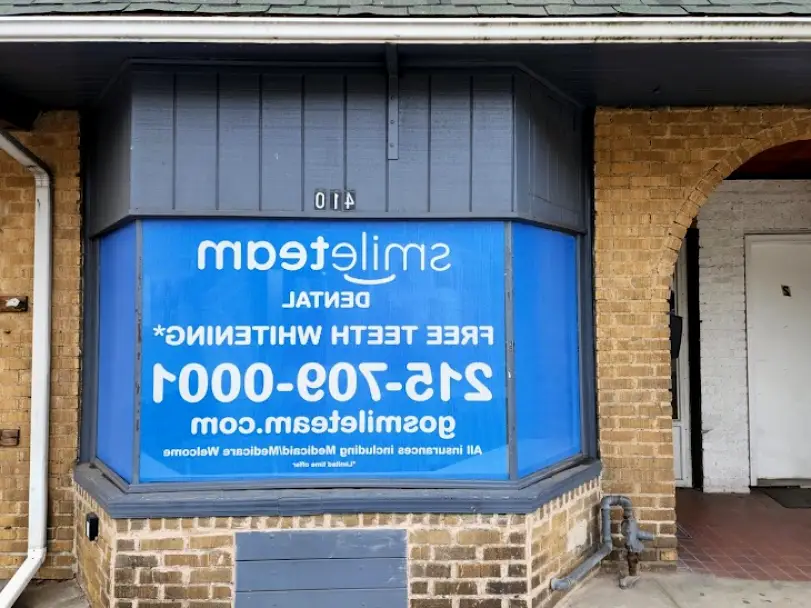 410
smileteam
DENTAL
FREE TEETH WHITENING*
215-709-0001
gosmileteam.com
All insurances including Medicaid/Medicare Welcome
*Limited time offer